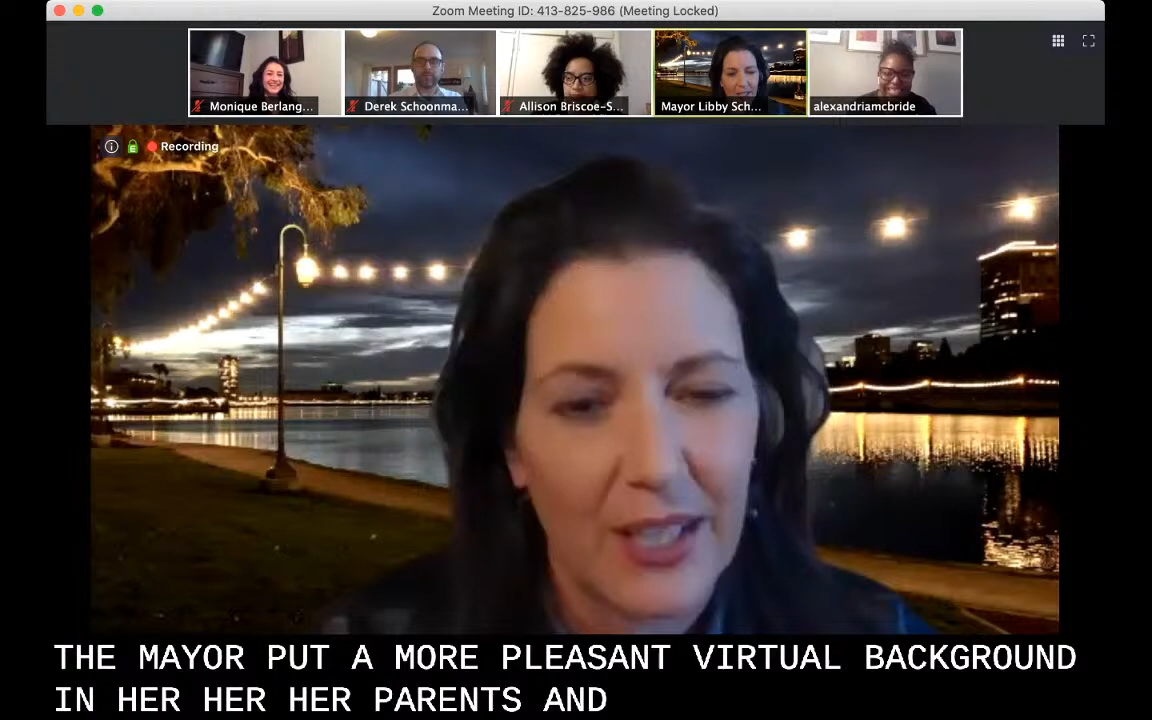 Zoom Meeting ID: 413-825-986 (Meeting Locked)
Monique Berlang...
Derek Schoonma...
Allison Briscoe-S...
Mayor Libby Sch...
alexandriamcbride
Recording
THE MAYOR PUT A MORE PLEASANT VIRTUAL BACKGROUND
IN HER HER HER PARENTS AND